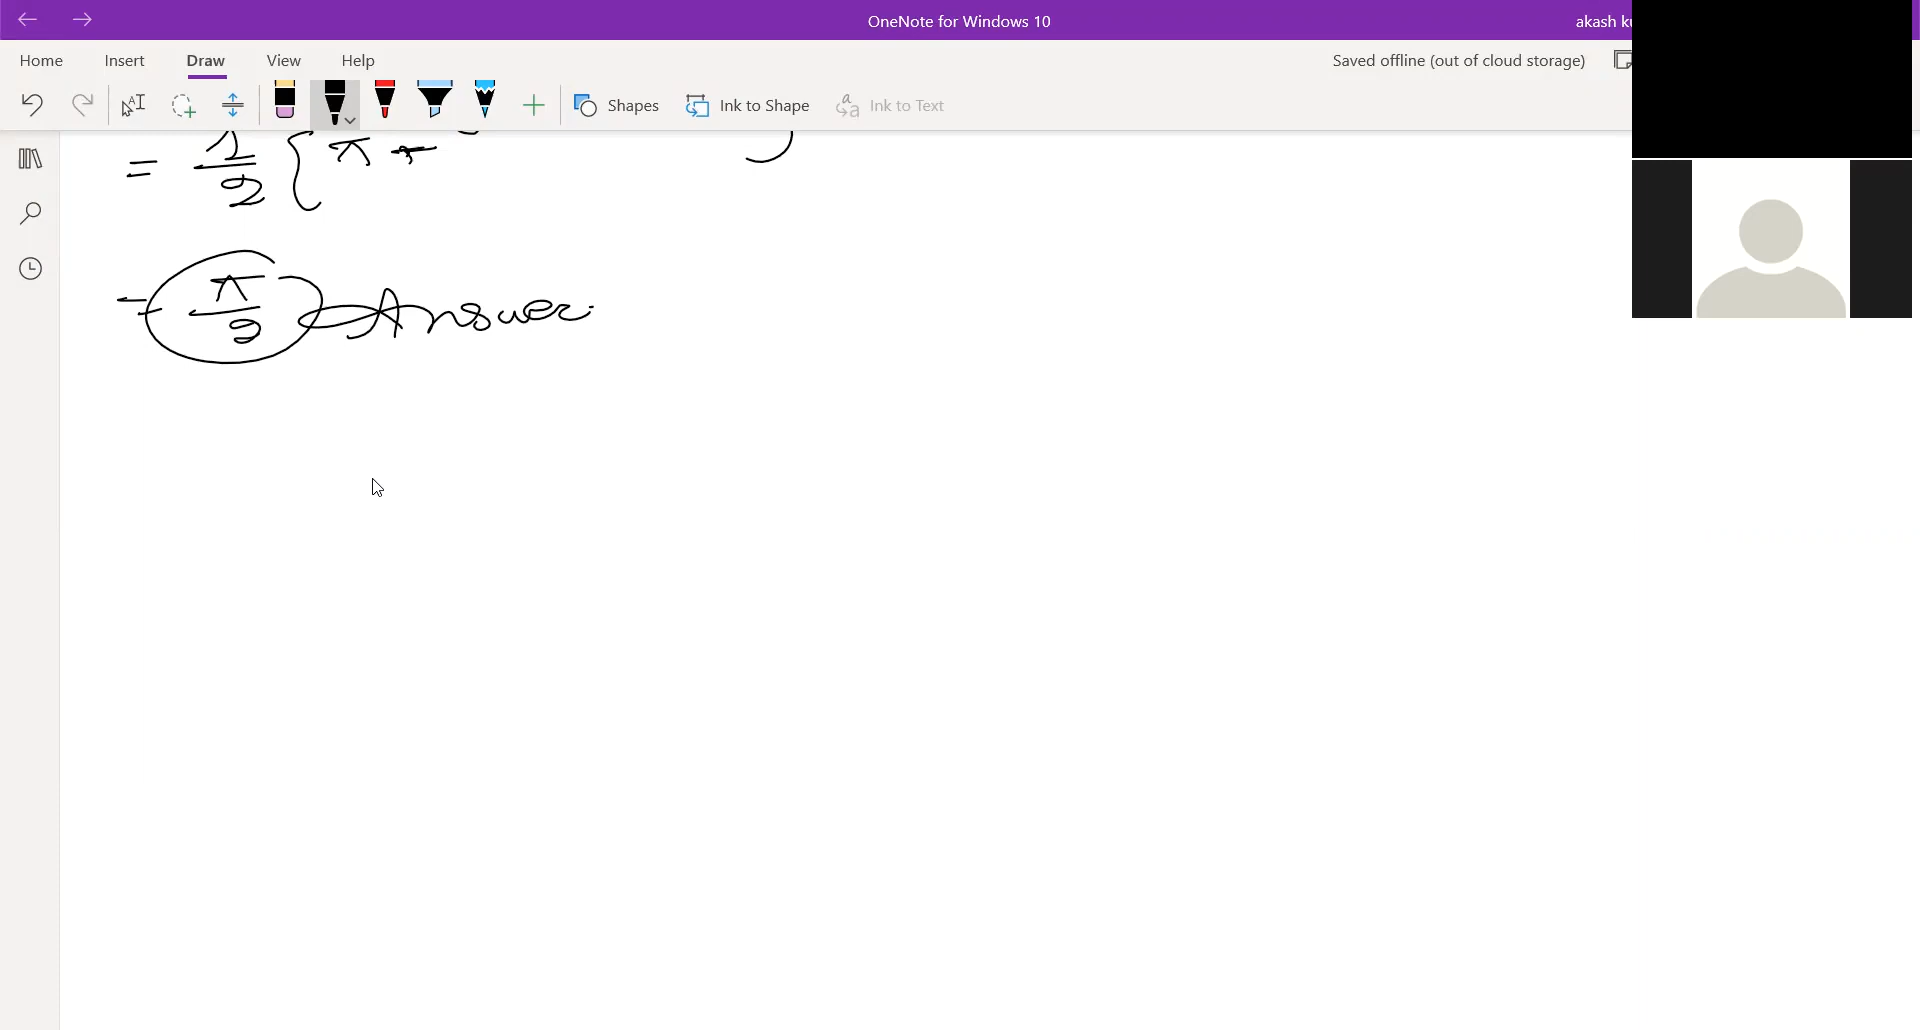 OneNote for Windows 10
akash ku
Home Insert Draw View Help
Saved offline (out of cloud storage)
Shapes Ink to Shape Ink to Text
= 1/2 { π -
= π/2 Answer